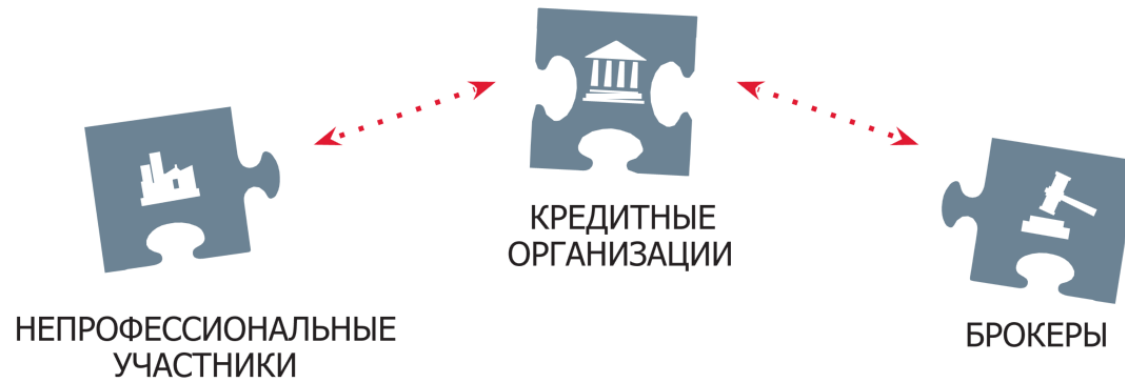 КРЕДИТНЫЕ
ОРГАНИЗАЦИИ
НЕПРОФЕССИОНАЛЬНЫЕ
УЧАСТНИКИ
БРОКЕРЫ